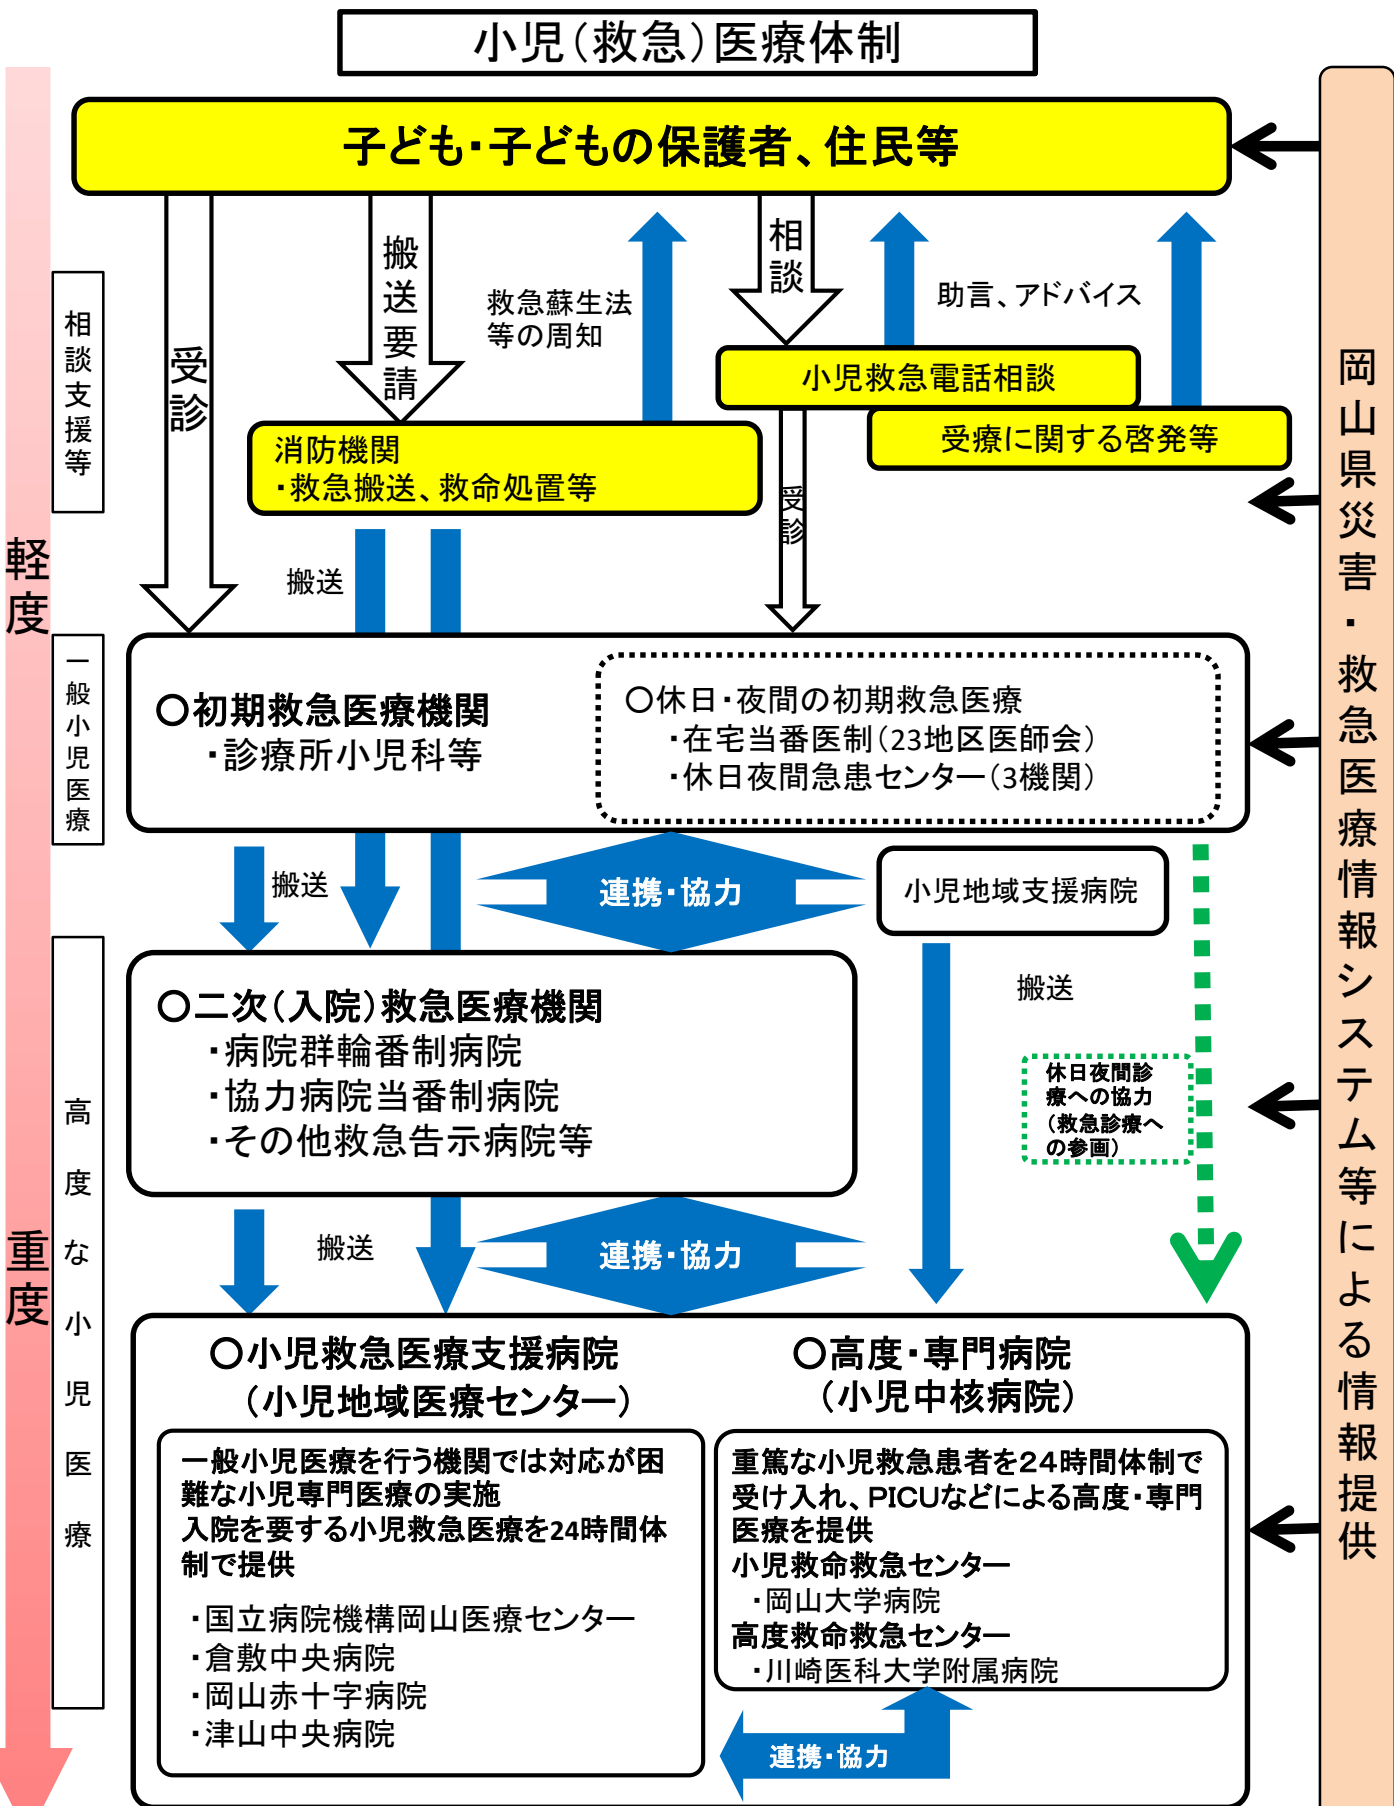 小児(救急)医療体制
子ども・子どもの保護者、住民等
受診
搬送要請
救急蘇生法
等の周知
相談
助言、アドバイス
小児救急電話相談
受療に関する啓発等
消防機関
・救急搬送、救命処置等
受診
搬送
相談支援等
軽度
一般小児医療
○初期救急医療機関
・診療所小児科等
○休日・夜間の初期救急医療
・在宅当番医制(23地区医師会)
・休日夜間急患センター(3機関)
搬送
連携・協力
小児地域支援病院
搬送
○二次(入院)救急医療機関
・病院群輪番制病院
・協力病院当番制病院
・その他救急告示病院等
休日夜間診
療への協力
(救急診療へ
の参画)
高度な小児医療
重度
搬送
連携・協力
○小児救急医療支援病院
(小児地域医療センター)
一般小児医療を行う機関では対応が困
難な小児専門医療の実施
入院を要する小児救急医療を24時間体
制で提供
・国立病院機構岡山医療センター
・倉敷中央病院
・岡山赤十字病院
・津山中央病院
○高度・専門病院
(小児中核病院)
重篤な小児救急患者を24時間体制で
受け入れ、PICUなどによる高度・専門
医療を提供
小児救命救急センター
・岡山大学病院
高度救命救急センター
・川崎医科大学附属病院
連携・協力
岡山県災害・救急医療情報システム等による情報提供